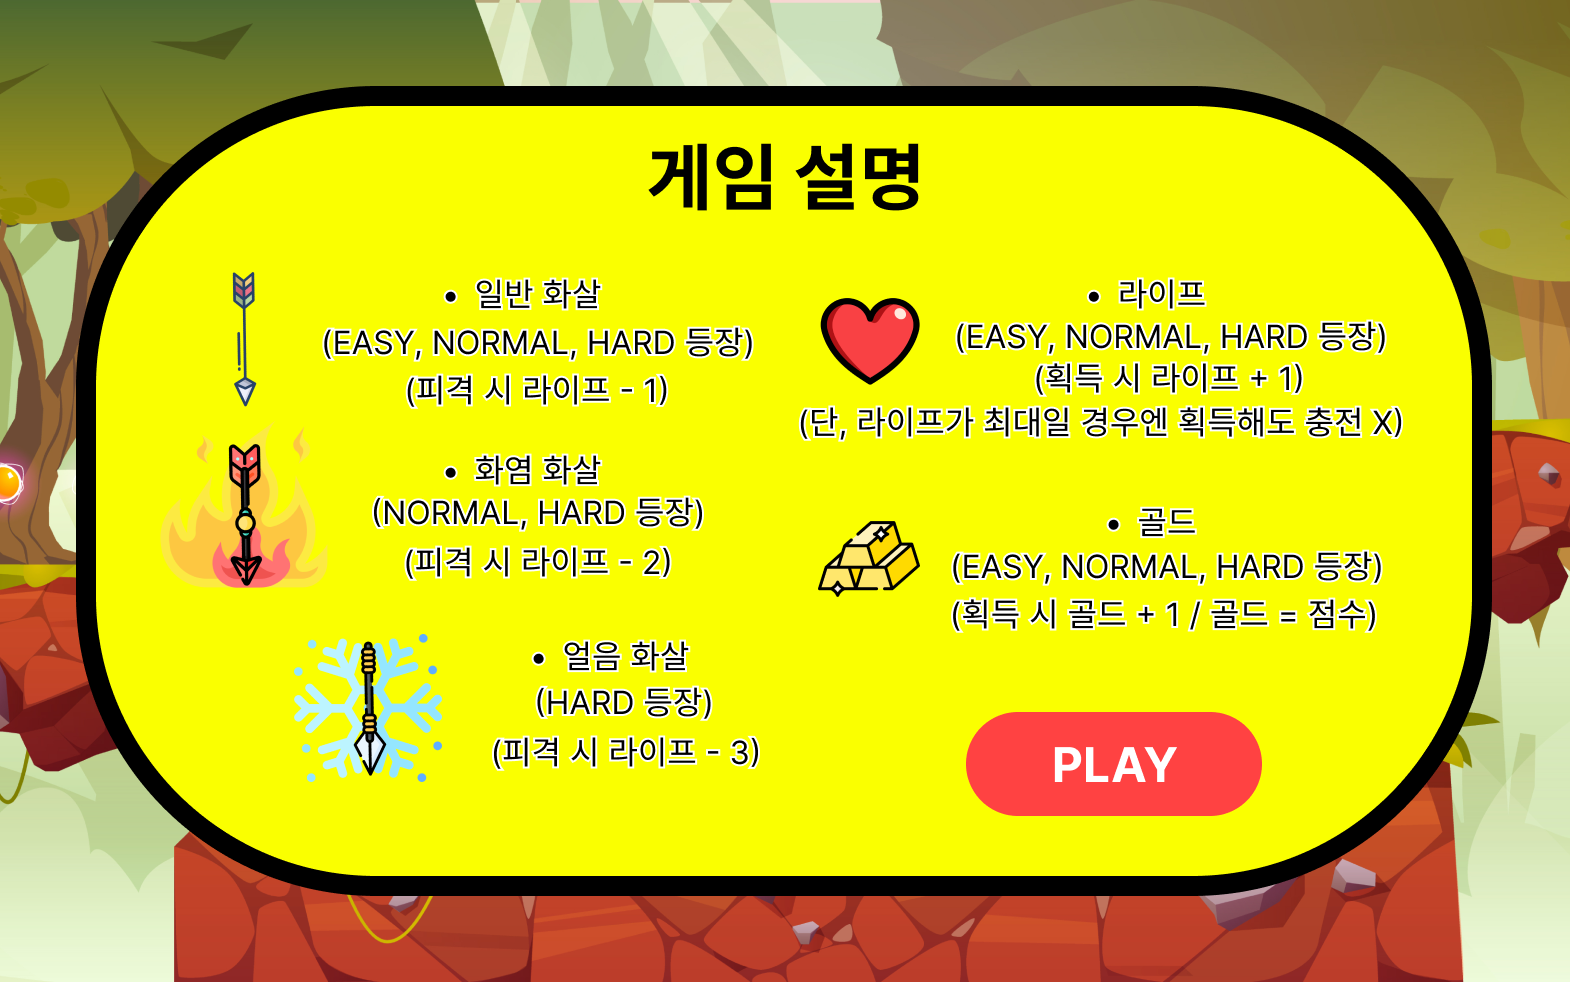 게임 설명
• 일반 화살
(EASY, NORMAL, HARD 등장)
(피격 시 라이프 - 1)
• 화염 화살
(NORMAL, HARD 등장)
(피격 시 라이프 - 2)
• 얼음 화살
(HARD 등장)
(피격 시 라이프 - 3)
• 라이프
(EASY, NORMAL, HARD 등장)
(획득 시 라이프 + 1)
(단, 라이프가 최대일 경우엔 획득해도 충전 X)
• 골드
(EASY, NORMAL, HARD 등장)
(획득 시 골드 + 1 / 골드 = 점수)
PLAY